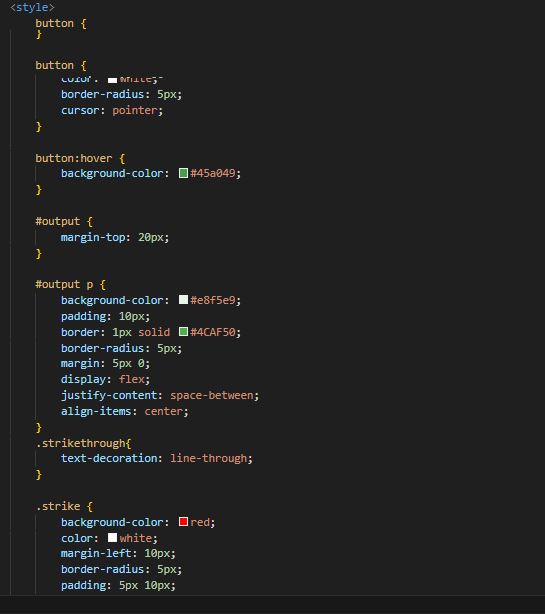 <style>
button {
}
button {
color: white;
border-radius: 5px;
cursor: pointer;
}
button:hover {
background-color: #45a049;
}
#output {
margin-top: 20px;
}
#output p {
background-color: #e8f5e9;
padding: 10px;
border: 1px solid #4CAF50;
border-radius: 5px;
margin: 5px 0;
display: flex;
justify-content: space-between;
align-items: center;
}
.strikethrough{
text-decoration: line-through;
}
.strike {
background-color: red;
color: white;
margin-left: 10px;
border-radius: 5px;
padding: 5px 10px;